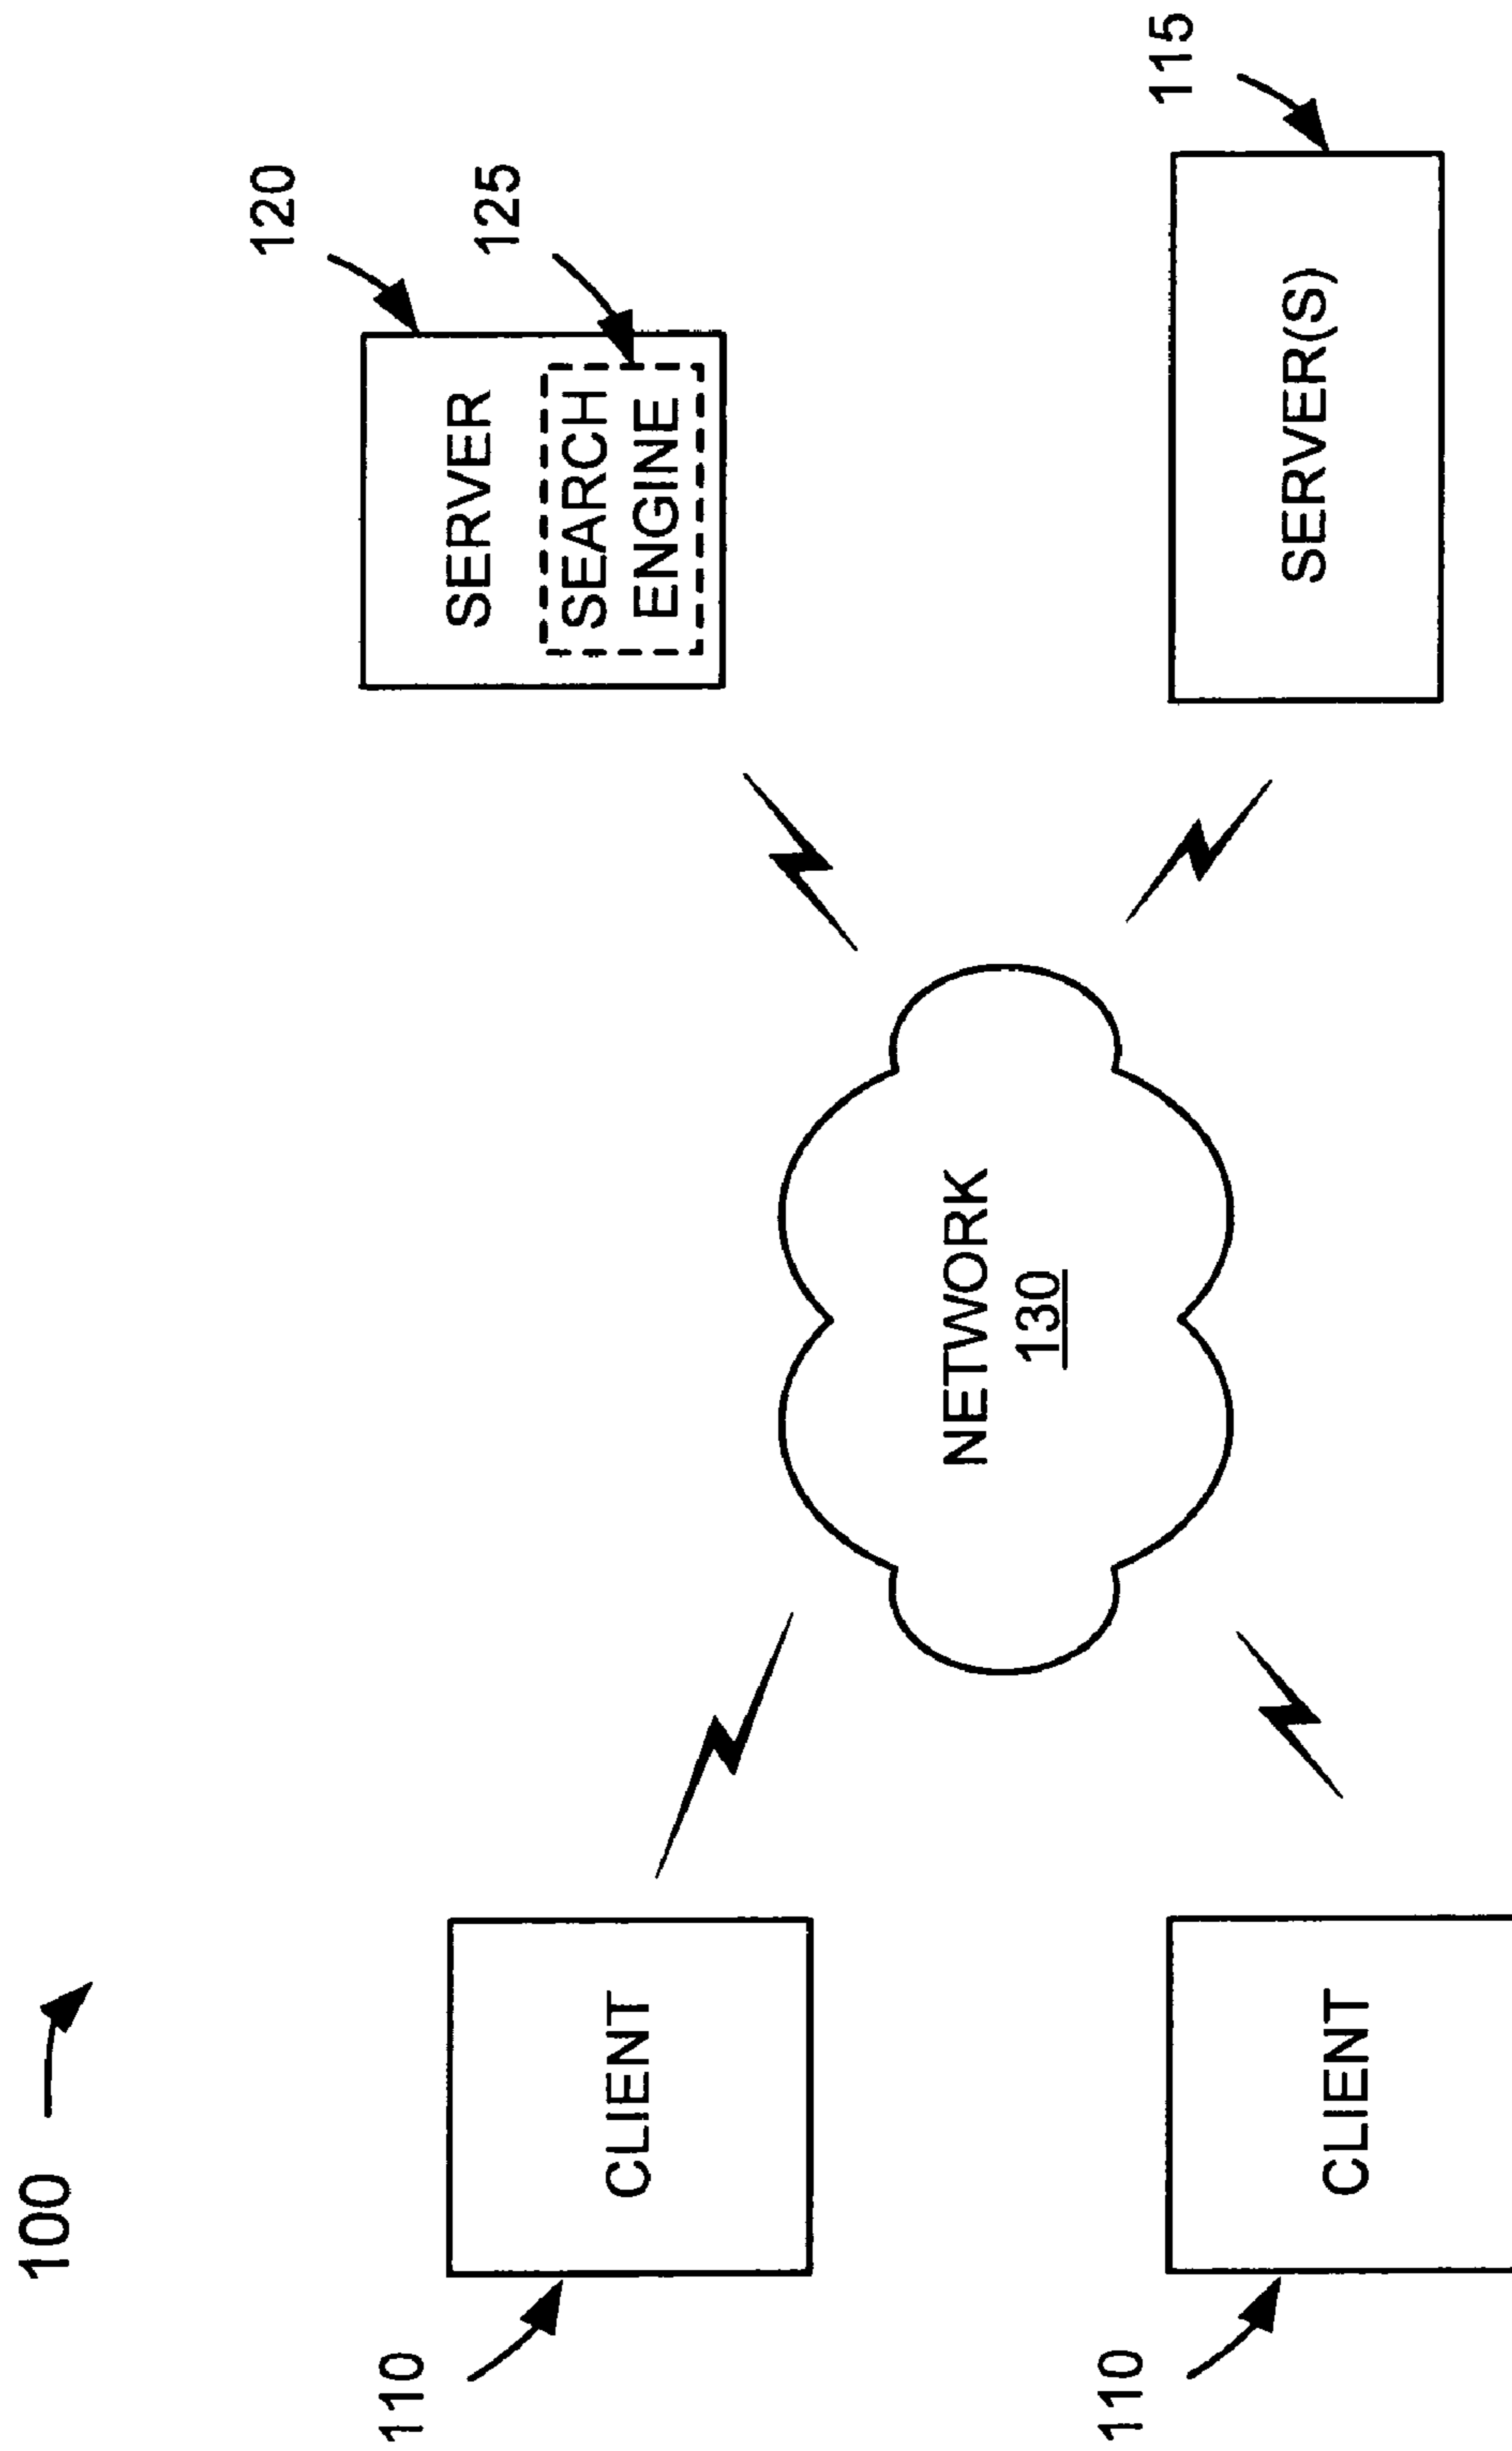 100
110
CLIENT
110
CLIENT
NETWORK
130
120
SERVER
125
SEARCH
ENGINE
115
SERVER(S)